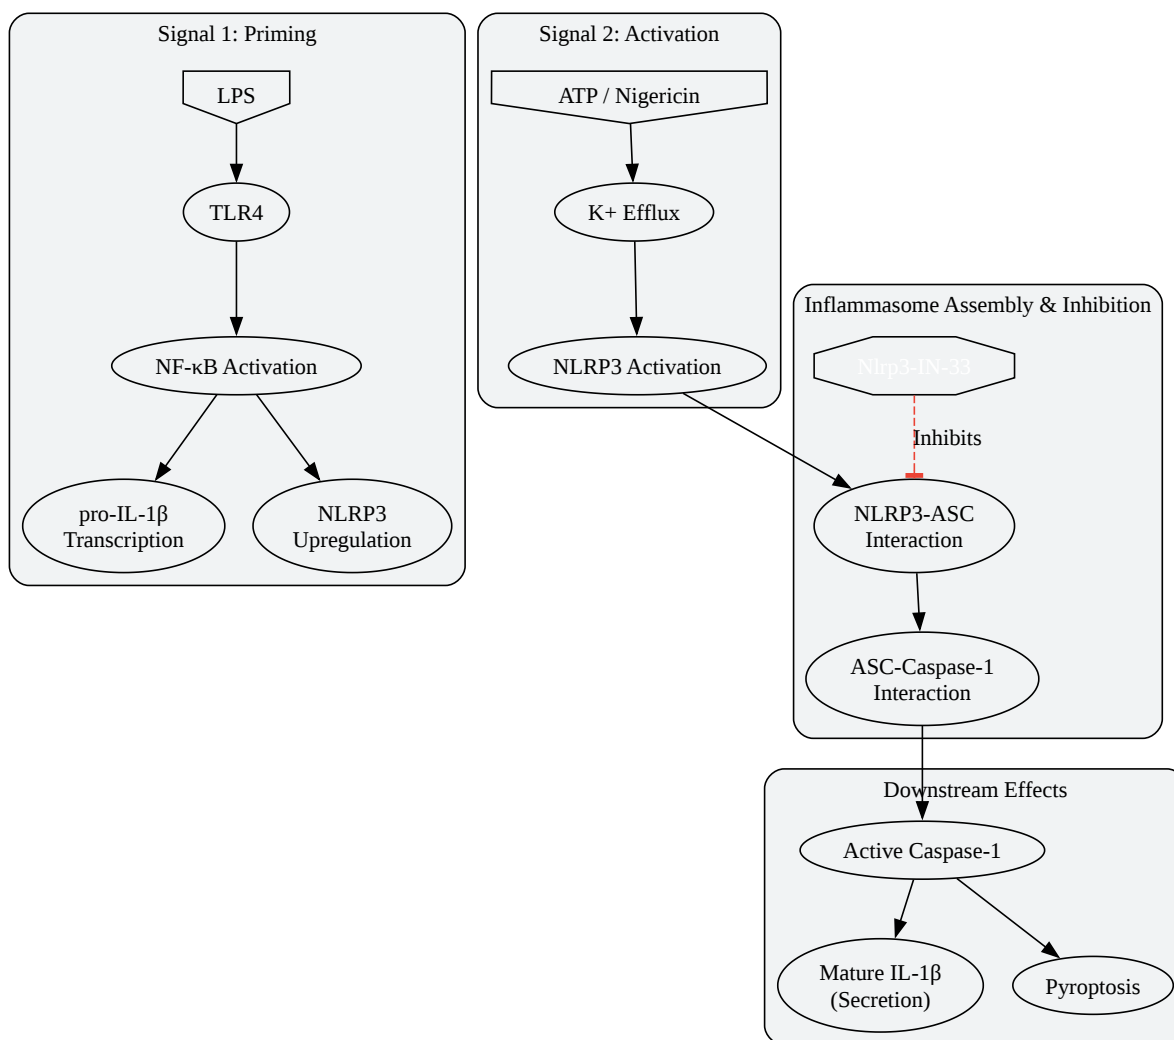 Signal 1: Priming
LPS
TLR4
NF-κB Activation
pro-IL-1β
Transcription
NLRP3
Upregulation
Signal 2: Activation
ATP / Nigericin
K+ Efflux
NLRP3 Activation
Inflammasome Assembly & Inhibition
Nlrp3-IN-33
Inhibits
NLRP3-ASC
Interaction
ASC-Caspase-1
Interaction
Downstream Effects
Active Caspase-1
Mature IL-1β
(Secretion)
Pyroptosis